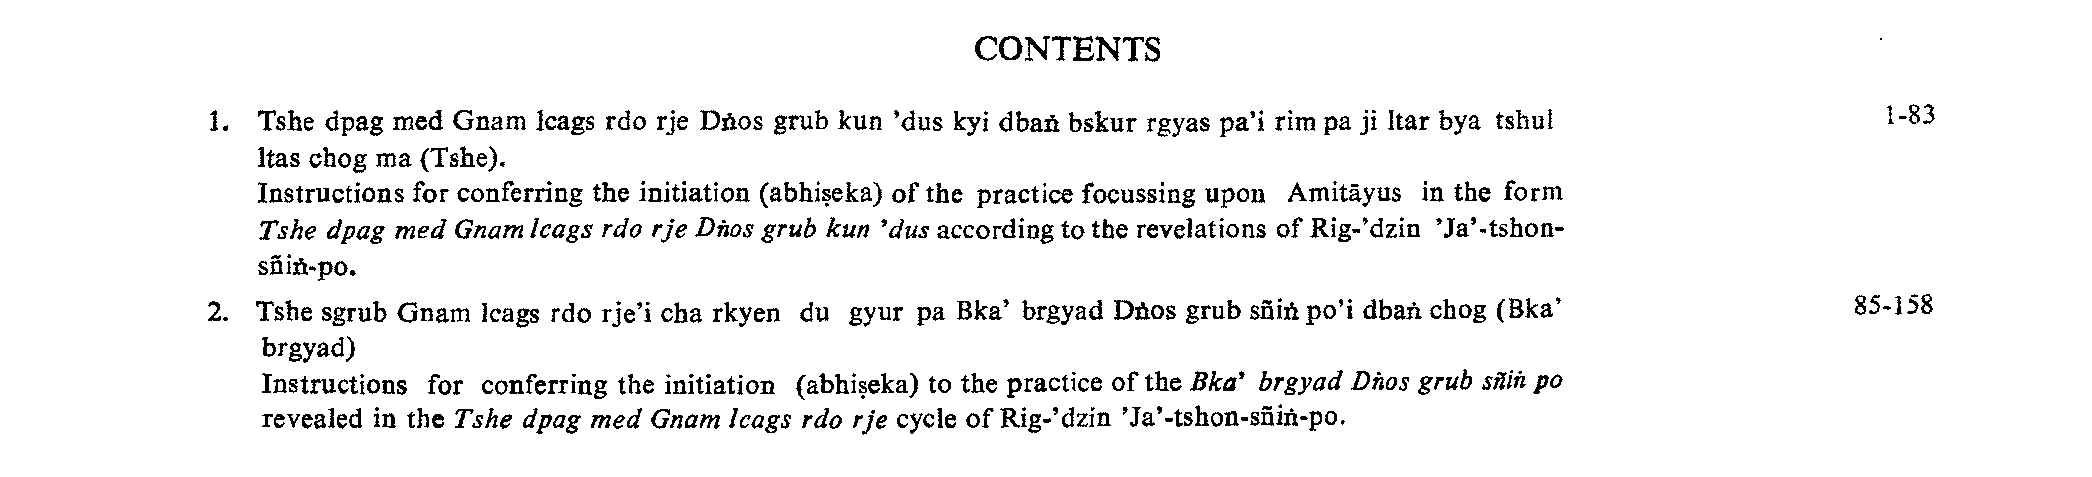 CONTENTS
1. Tshe dpag med Gnam lcags rdo rje Dṅos grub kun 'dus kyi dbaṅ bskur rgyas pa'i rim pa ji ltar bya tshul 1-83
ltas chog ma (Tshe).
Instructions for conferring the initiation (abhiṣeka) of the practice focussing upon Amitāyus in the form
Tshe dpag med Gnam lcags rdo rje Dṅos grub kun 'dus according to the revelations of Rig-'dzin 'Ja'-tshon-
sñiṅ-po.
2. Tshe sgrub Gnam lcags rdo rje'i cha rkyen du gyur pa Bka' brgyad Dṅos grub sñiṅ po'i dbaṅ chog (Bka' 85-158
brgyad)
Instructions for conferring the initiation (abhiṣeka) to the practice of the Bka' brgyad Dṅos grub sñiṅ po
revealed in the Tshe dpag med Gnam lcags rdo rje cycle of Rig-'dzin 'Ja'-tshon-sñiṅ-po.